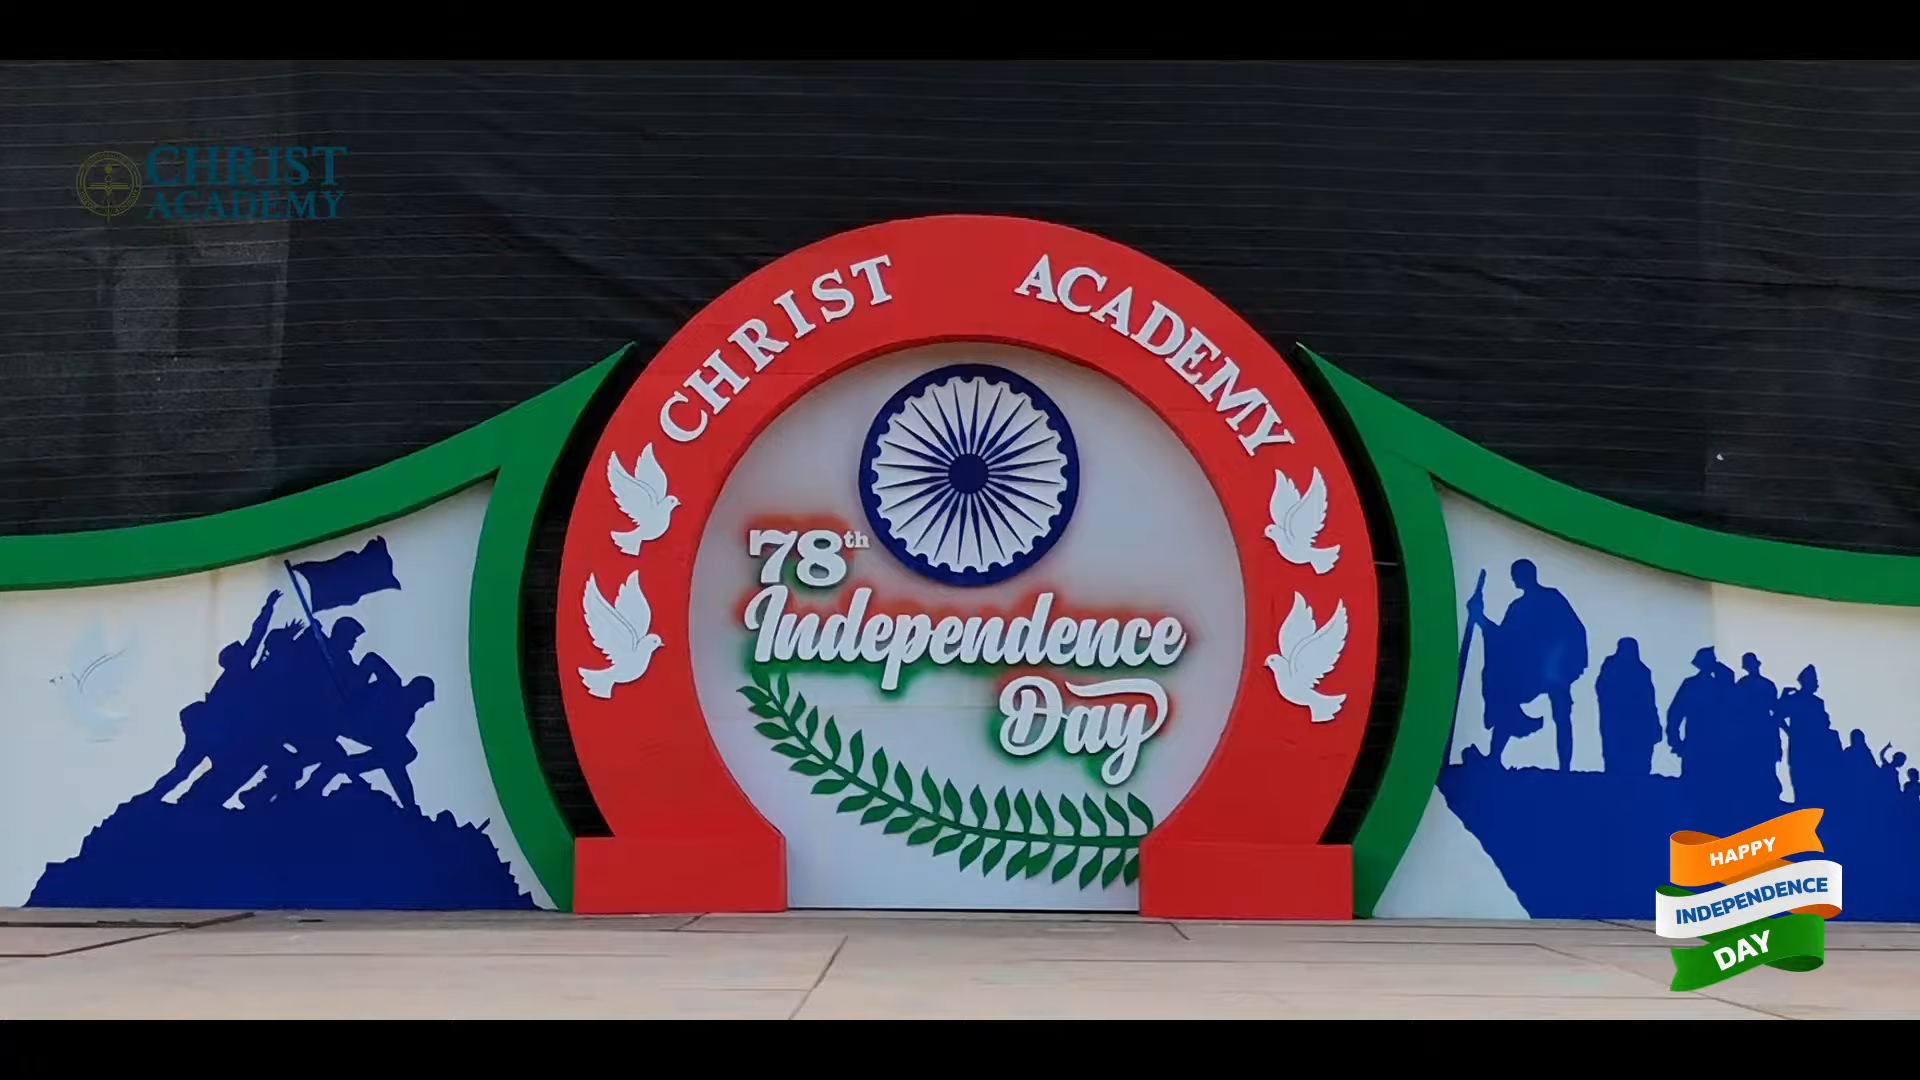 CHRIST
ACADEMY
CHRIST ACADEMY
78th
Independence
Day
HAPPY
INDEPENDENCE
DAY